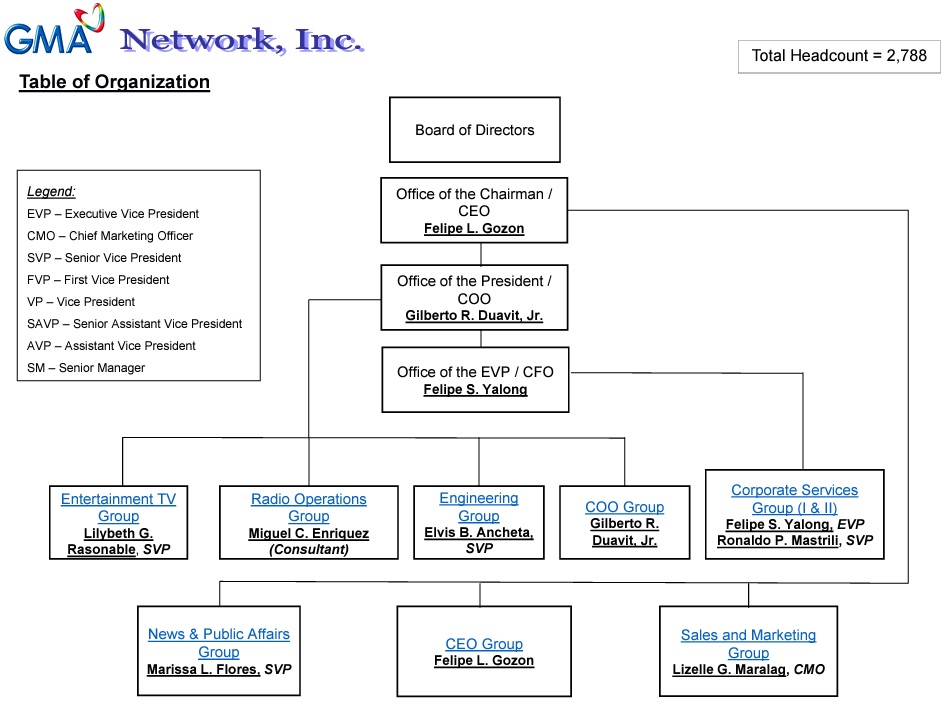 GMA Network, Inc.
Total Headcount = 2,788
Table of Organization
Board of Directors
Legend:
EVP – Executive Vice President
CMO – Chief Marketing Officer
SVP – Senior Vice President
FVP – First Vice President
VP – Vice President
SAVP – Senior Assistant Vice President
AVP – Assistant Vice President
SM – Senior Manager
Office of the Chairman /
CEO
Felipe L. Gozon
Office of the President /
COO
Gilberto R. Duavit, Jr.
Office of the EVP / CFO
Felipe S. Yalong
Entertainment TV
Group
Lilybeth G.
Rasonable, SVP
Radio Operations
Group
Miguel C. Enriquez
(Consultant)
Engineering
Group
Elvis B. Ancheta,
SVP
COO Group
Gilberto R.
Duavit, Jr.
Corporate Services
Group (I & II)
Felipe S. Yalong, EVP
Ronaldo P. Mastrili, SVP
News & Public Affairs
Group
Marissa L. Flores, SVP
CEO Group
Felipe L. Gozon
Sales and Marketing
Group
Lizelle G. Maralag, CMO